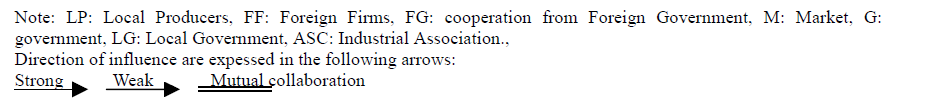 Note: LP: Local Producers, FF: Foreign Firms, FG: cooperation from Foreign Government, M: Market, G:
government, LG: Local Government, ASC: Industrial Association.,
Direction of influence are expessed in the following arrows:
Strong Weak Mutual collaboration